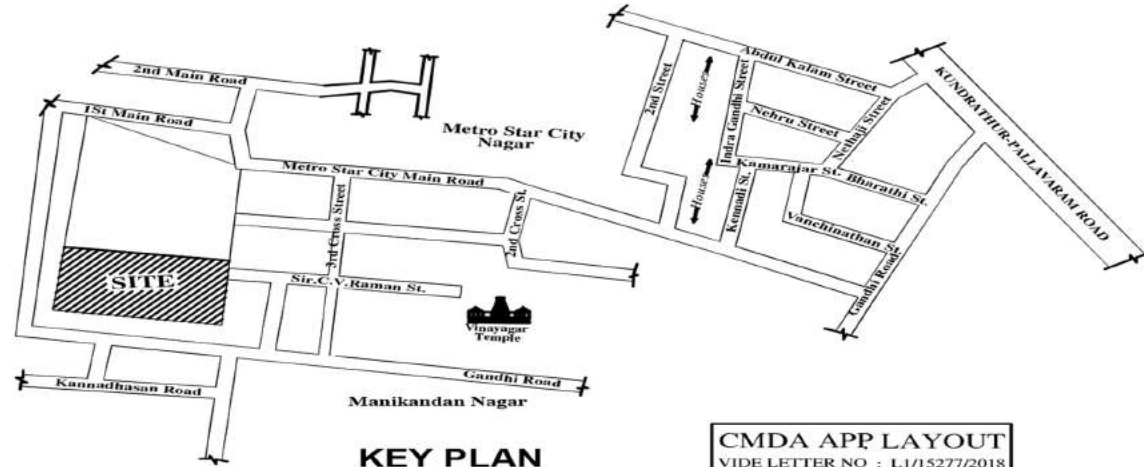 2nd Main Road
1St Main Road
Metro Star City
Nagar
Metro Star City Main Road
3rd Cross Street
2nd Cross St.
SITE
Sir.C.V.Raman St.
Vinayagar
Temple
Gandhi Road
Kannadhasan Road
Manikandan Nagar
2nd Street
Houses
Houses
Indra Gandhi Street
Abdul Kalam Street
Nehru Street
Nethaji Street
Kamarajar St.
Bharathi St.
Kennadi St.
Vanchinathan St.
Gandhi Road
KUNDRATHUR-PALLAVARAM ROAD
KEY PLAN
CMDA APP. LAYOUT
VIDE LETTER NO : L1/15277/2018